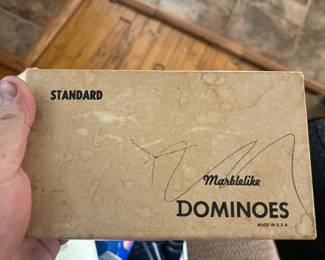 STANDARD
Marblelike
DOMINOES
MADE IN U.S.A.